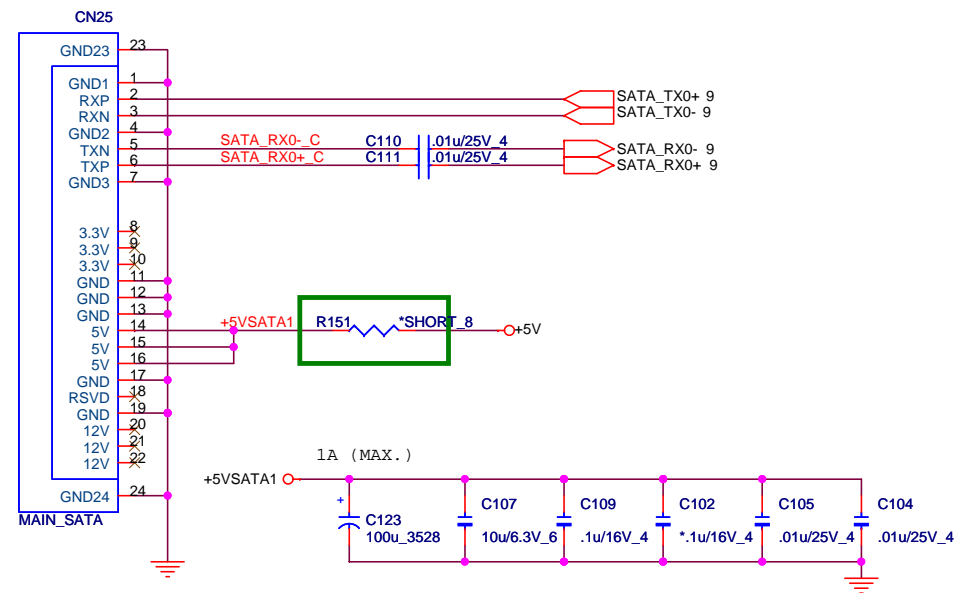 CN25
GND23 23
GND1 1
RXP 2 SATA_TX0+ 9
RXN 3 SATA_TX0- 9
GND2 4
TXN 5 SATA_RX0-_C C110 .01u/25V_4 SATA_RX0- 9
TXP 6 SATA_RX0+_C C111 .01u/25V_4 SATA_RX0+ 9
GND3 7
3.3V 8
3.3V 9
3.3V 10
GND 11
GND 12
GND 13
5V 14 +5VSATA1 R151 *SHORT_8 +5V
5V 15
5V 16
GND 17
RSVD 18
GND 19
12V 20
12V 21
12V 22
GND24 24
MAIN_SATA
1A (MAX.)
+5VSATA1
+
C123
100u_3528
C107
10u/6.3V_6
C109
.1u/16V_4
C102
*.1u/16V_4
C105
.01u/25V_4
C104
.01u/25V_4